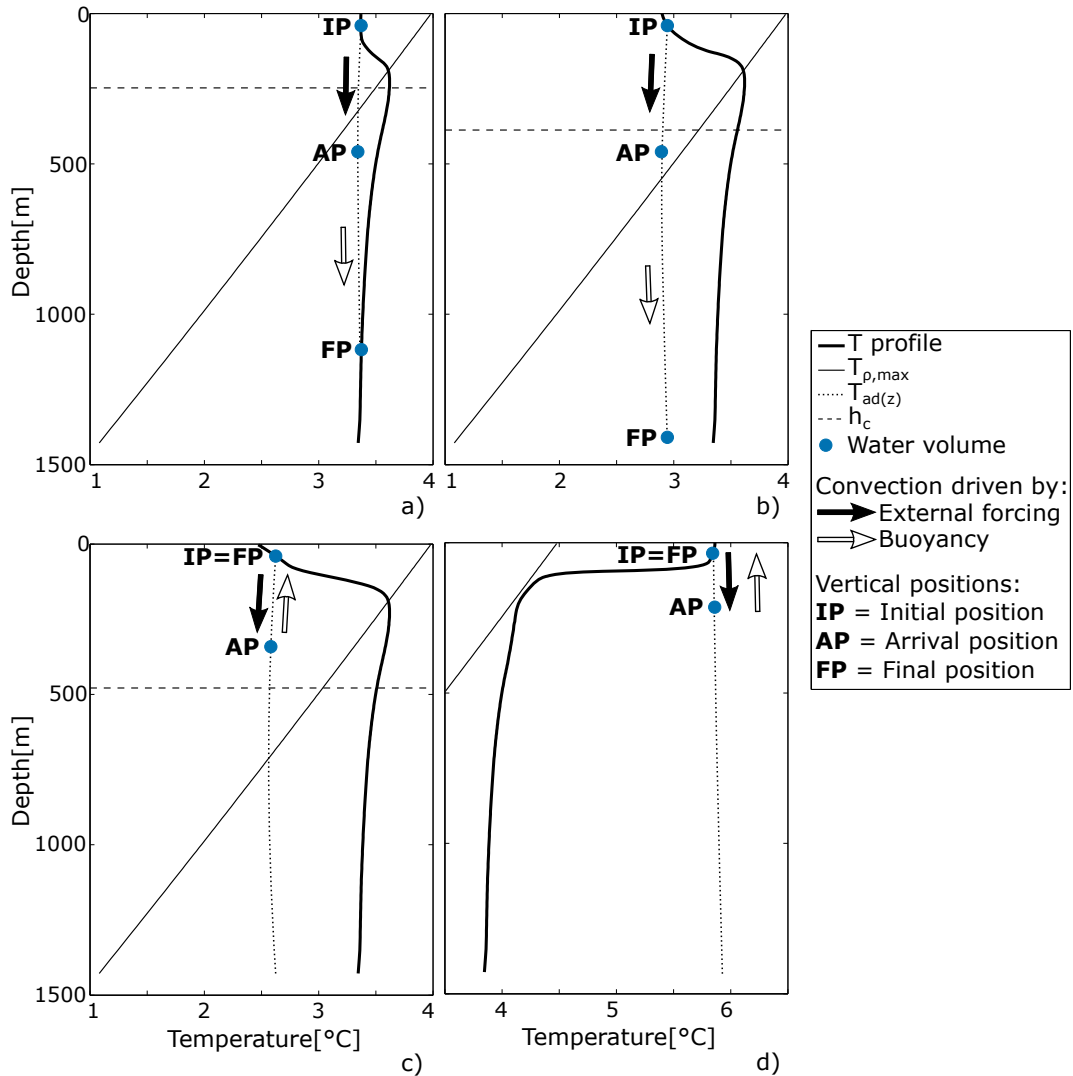 0
500
1000
1500
Depth[m]
IP
AP
FP
1
2
3
4
a)
IP
AP
FP
1
2
3
4
b)
0
500
1000
1500
Depth[m]
IP=FP
AP
1
2
3
4
Temperature[°C]
c)
IP=FP
AP
4
5
6
Temperature[°C]
d)
T profile
Tρ,max
Tad(z)
hc
Water volume
Convection driven by:
External forcing
Buoyancy
Vertical positions:
IP = Initial position
AP = Arrival position
FP = Final position